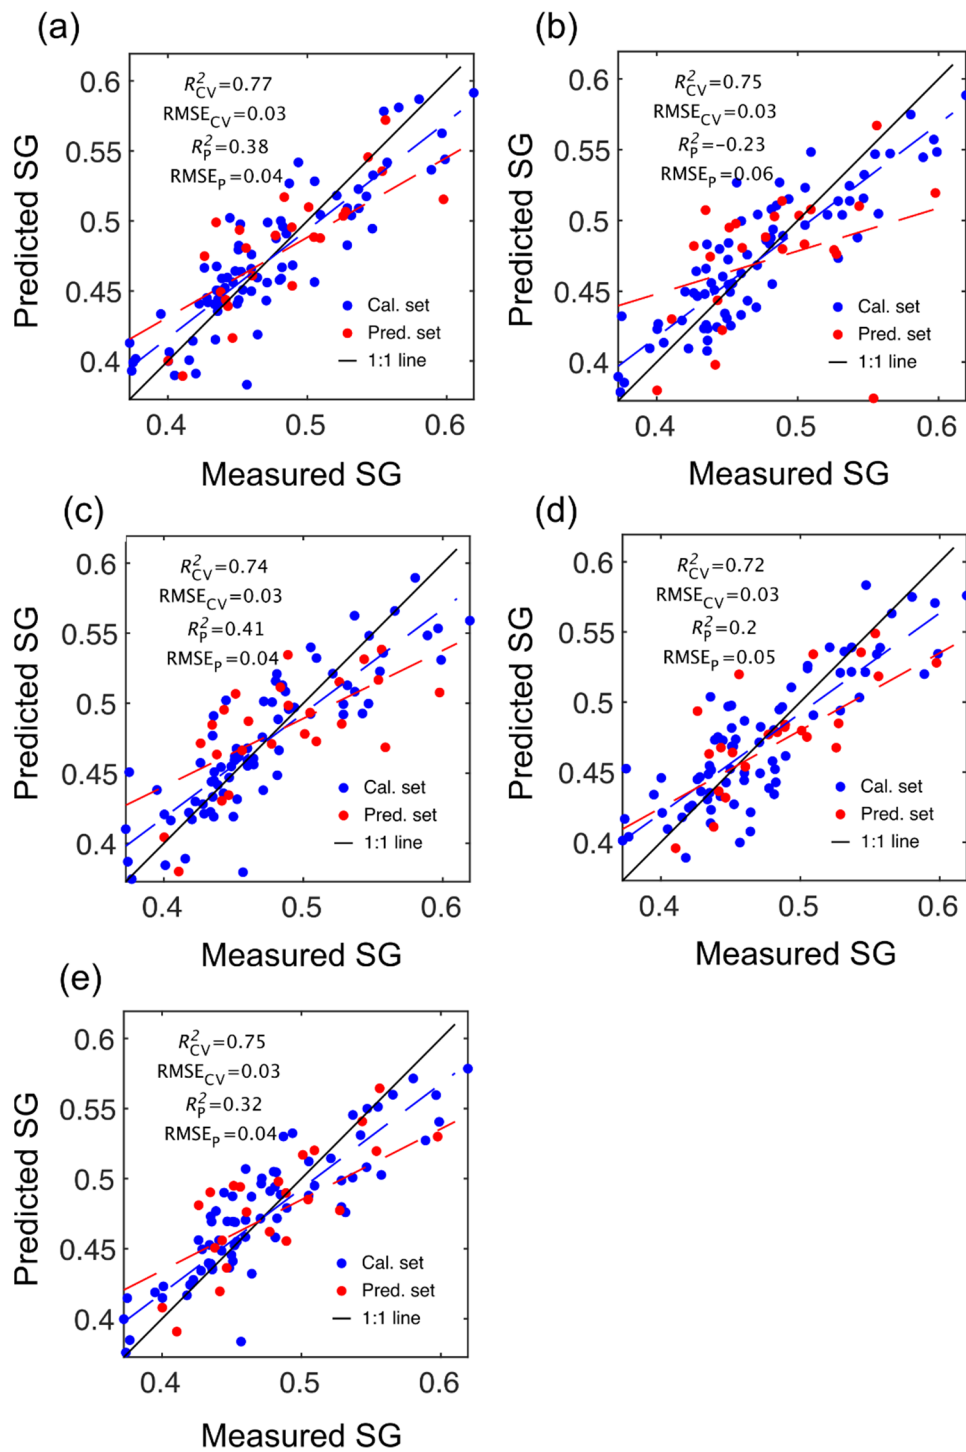 (a)
R²CV=0.77
RMSECV=0.03
R²P=0.38
RMSEP=0.04
Predicted SG
0.6
0.55
0.5
0.45
0.4
Cal. set
Pred. set
1:1 line
0.4 0.5 0.6
Measured SG
(b)
R²CV=0.75
RMSECV=0.03
R²P=−0.23
RMSEP=0.06
Predicted SG
0.6
0.55
0.5
0.45
0.4
Cal. set
Pred. set
1:1 line
0.4 0.5 0.6
Measured SG
(c)
R²CV=0.74
RMSECV=0.03
R²P=0.41
RMSEP=0.04
Predicted SG
0.6
0.55
0.5
0.45
0.4
Cal. set
Pred. set
1:1 line
0.4 0.5 0.6
Measured SG
(d)
R²CV=0.72
RMSECV=0.03
R²P=0.2
RMSEP=0.05
Predicted SG
0.6
0.55
0.5
0.45
0.4
Cal. set
Pred. set
1:1 line
0.4 0.5 0.6
Measured SG
(e)
R²CV=0.75
RMSECV=0.03
R²P=0.32
RMSEP=0.04
Predicted SG
0.6
0.55
0.5
0.45
0.4
Cal. set
Pred. set
1:1 line
0.4 0.5 0.6
Measured SG